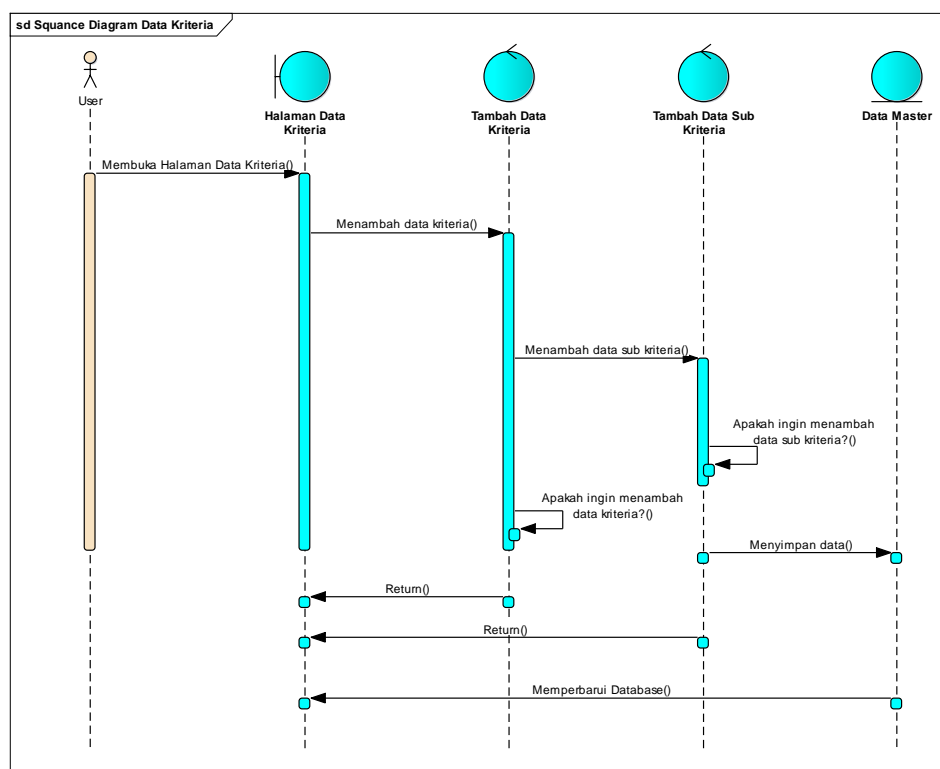 sd Squance Diagram Data Kriteria
User
Halaman Data
Kriteria
Tambah Data
Kriteria
Tambah Data Sub
Kriteria
Data Master
Membuka Halaman Data Kriteria()
Menambah data kriteria()
Menambah data sub kriteria()
Apakah ingin menambah
data sub kriteria?()
Apakah ingin menambah
data kriteria?()
Menyimpan data()
Return()
Return()
Memperbarui Database()